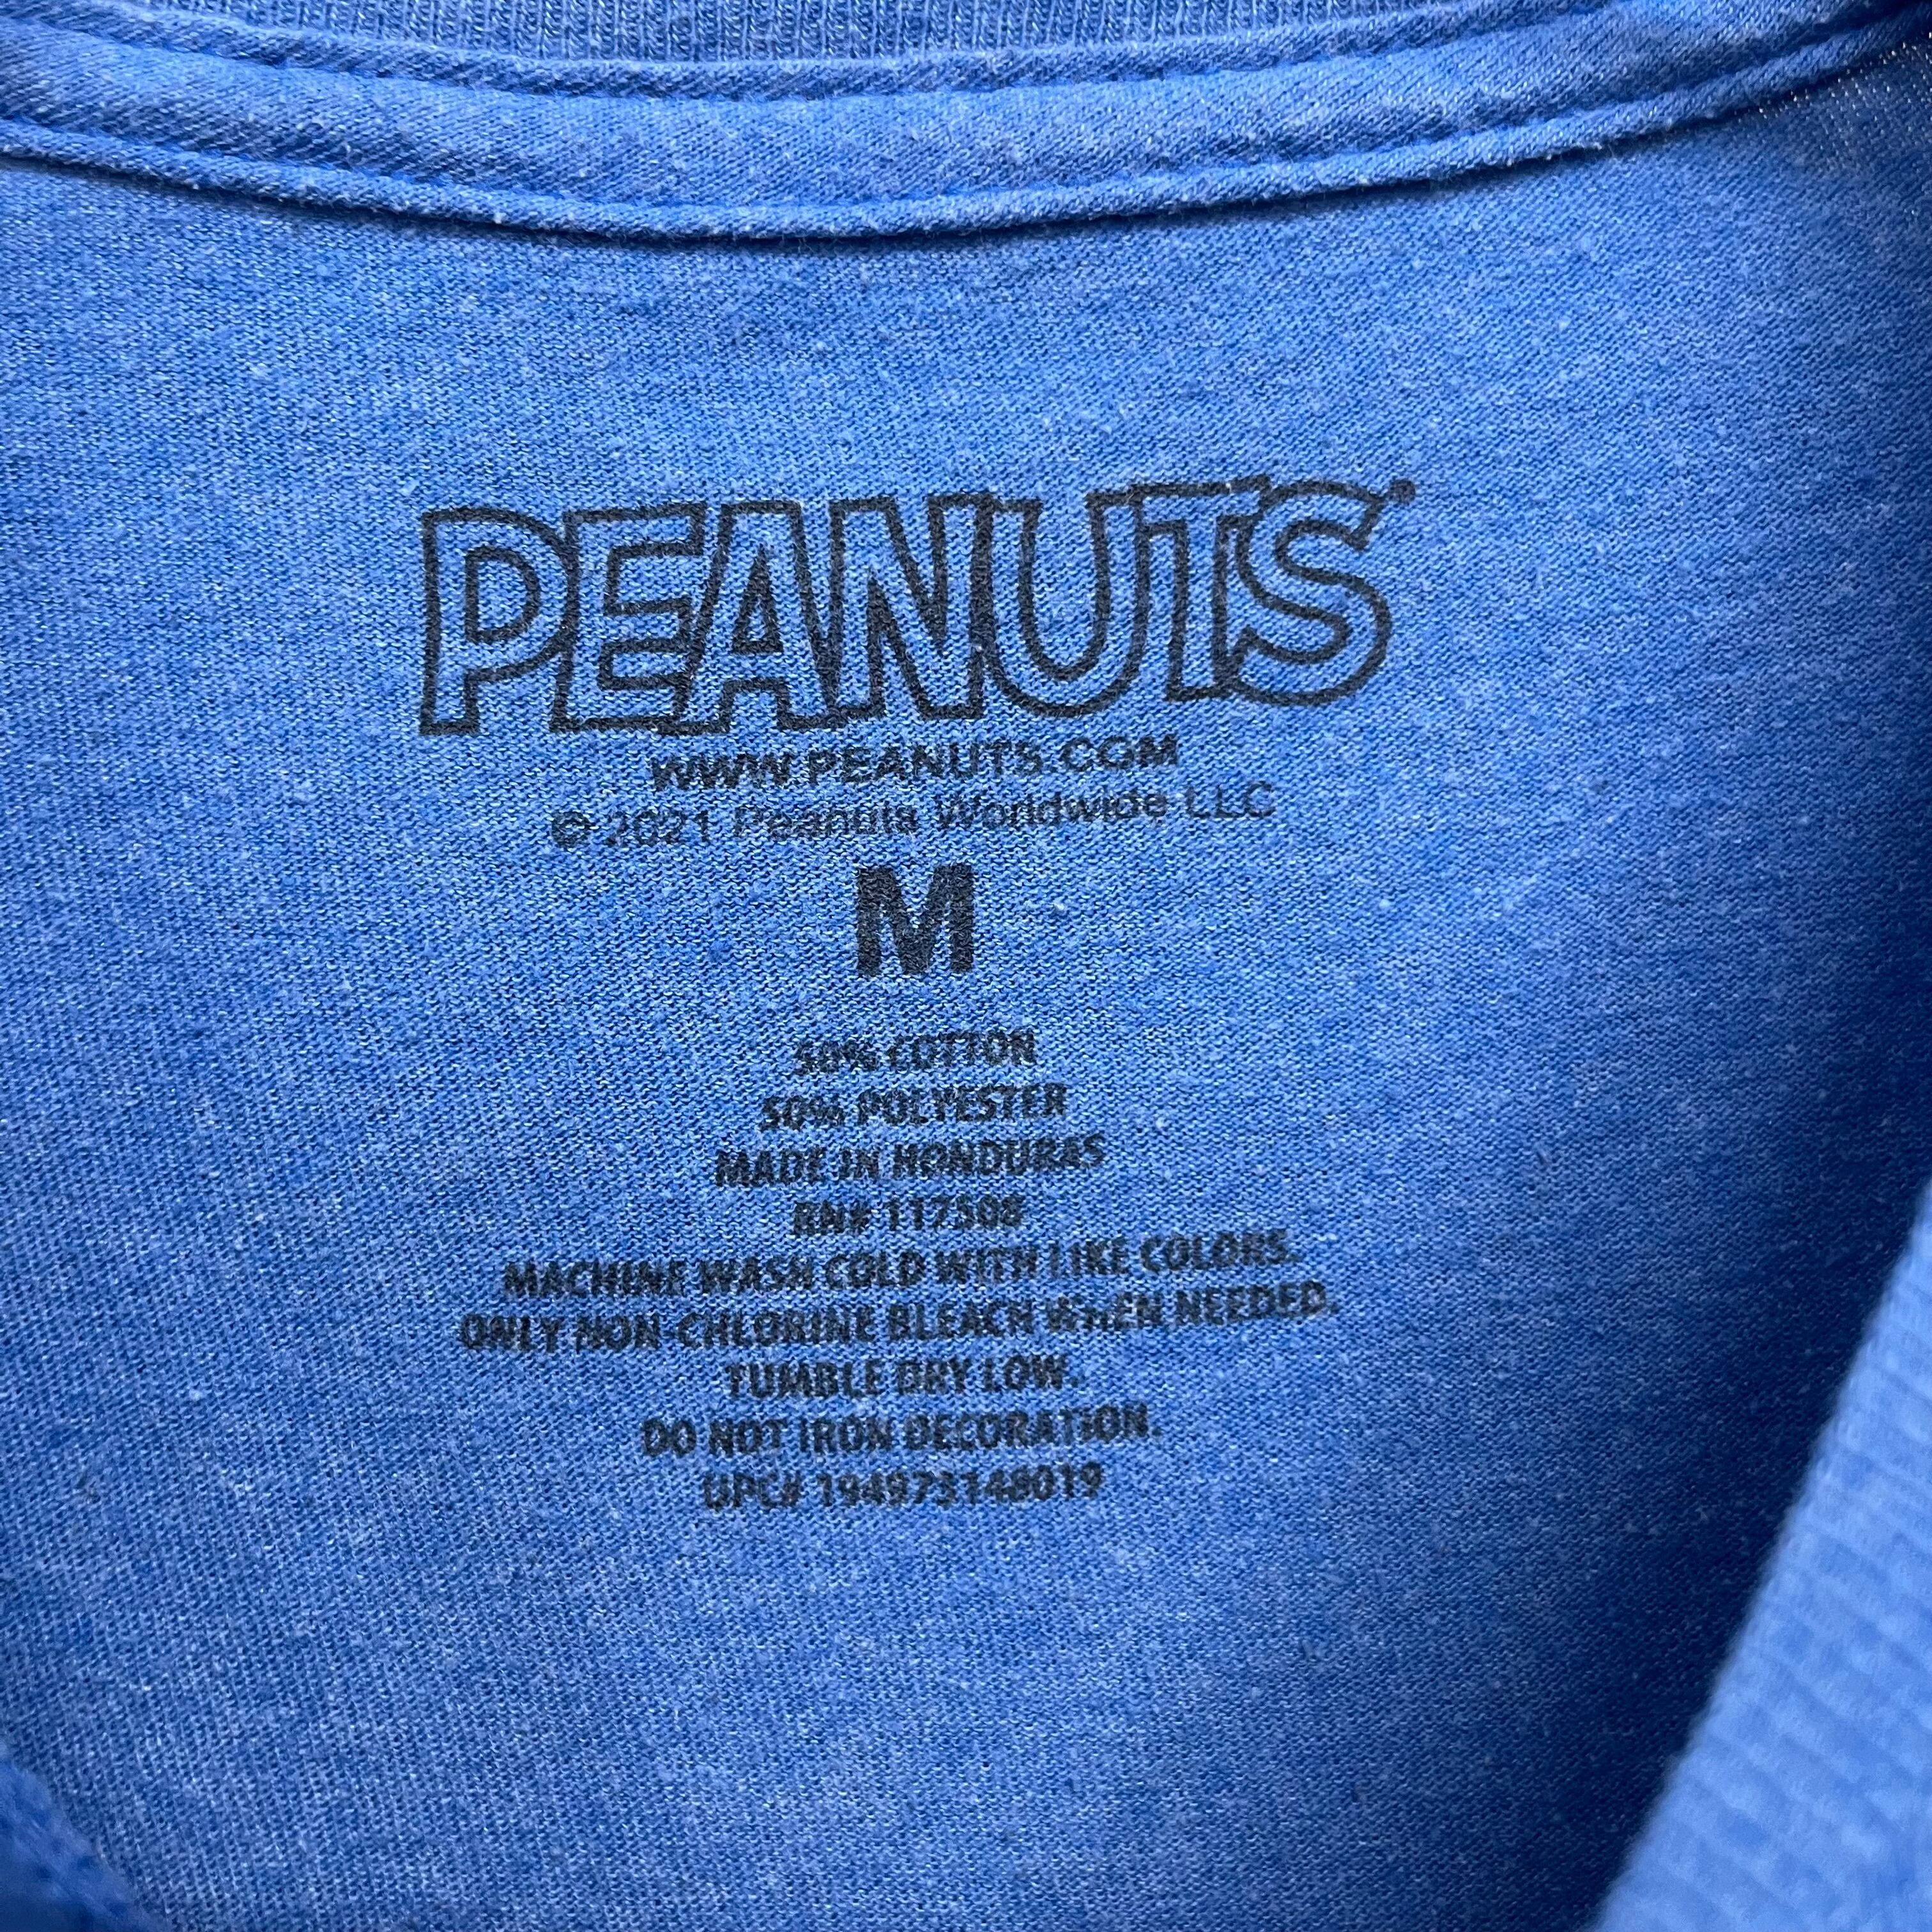 PEANUTS
WWW.PEANUTS.COM
© 2021 Peanuts Worldwide LLC
M
50% COTTON
50% POLYESTER
MADE IN HONDURAS
RN# 117508
MACHINE WASH COLD WITH LIKE COLORS.
ONLY NON-CHLORINE BLEACH WHEN NEEDED.
TUMBLE DRY LOW.
DO NOT IRON DECORATION.
UPC# 194973148019